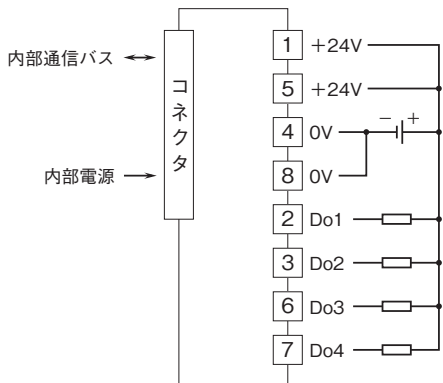 内部通信バス
内部電源
コネクタ
1 +24V
5 +24V
4 0V
− +
8 0V
2 Do1
3 Do2
6 Do3
7 Do4